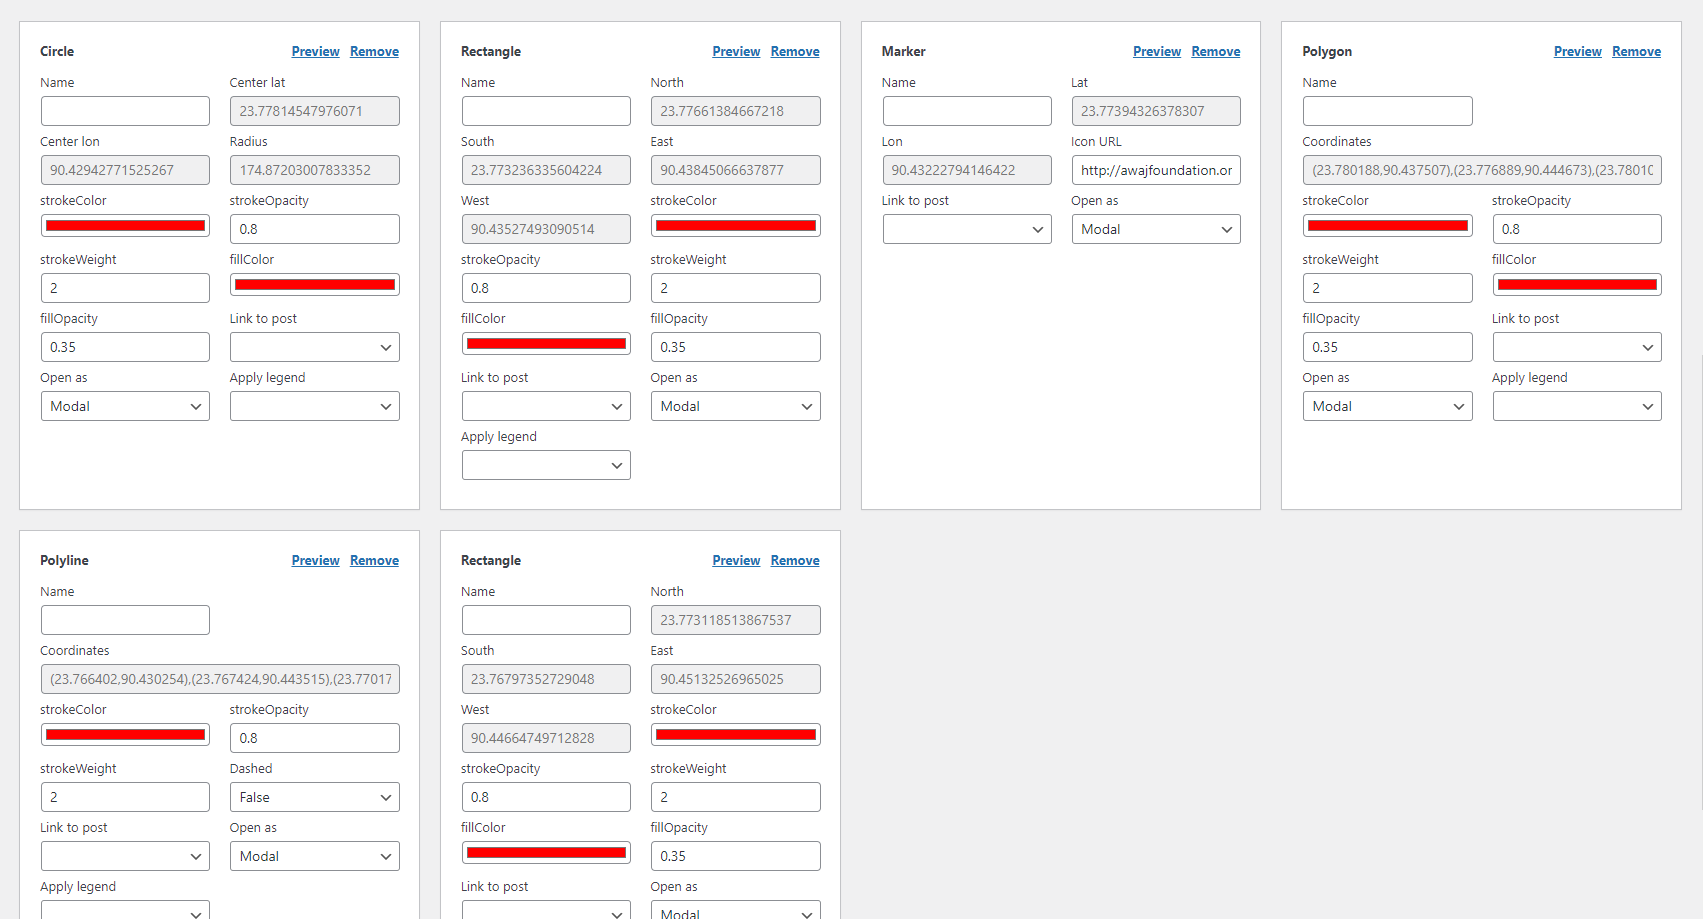 Circle Preview Remove
Name Center lat
23.77814547976071
Center lon Radius
90.42942771525267 174.87203007833352
strokeColor strokeOpacity
0.8
strokeWeight fillColor
2
fillOpacity Link to post
0.35
Open as Apply legend
Modal
Rectangle Preview Remove
Name North
23.77661384667218
South East
23.773236335604224 90.43845066637877
West strokeColor
90.43527493090514
strokeOpacity strokeWeight
0.8 2
fillColor fillOpacity
0.35
Link to post Open as
Modal
Apply legend
Marker Preview Remove
Name Lat
23.77394326378307
Lon Icon URL
90.43222794146422 http://awajfoundation.or
Link to post Open as
Modal
Polygon Preview Remove
Name
Coordinates
(23.780188,90.437507),(23.776889,90.444673),(23.7801
strokeColor strokeOpacity
0.8
strokeWeight fillColor
2
fillOpacity Link to post
0.35
Open as Apply legend
Modal
Polyline Preview Remove
Name
Coordinates
(23.766402,90.430254),(23.767424,90.443515),(23.77017
strokeColor strokeOpacity
0.8
strokeWeight Dashed
2 False
Link to post Open as
Modal
Apply legend
Rectangle Preview Remove
Name North
23.773118513867537
South East
23.76797352729048 90.45132526965025
West strokeColor
90.44664749712828
strokeOpacity strokeWeight
0.8 2
fillColor fillOpacity
0.35
Link to post Open as
Modal